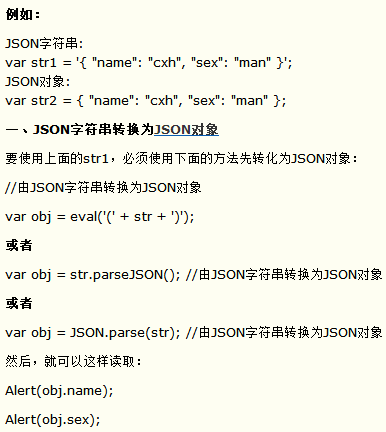 例如：
JSON字符串:
var str1 = '{ "name": "cxh", "sex": "man" }';
JSON对象:
var str2 = { "name": "cxh", "sex": "man" };
一、JSON字符串转换为JSON对象
要使用上面的str1，必须使用下面的方法先转化为JSON对象：
//由JSON字符串转换为JSON对象
var obj = eval('(' + str + ')');
或者
var obj = str.parseJSON(); //由JSON字符串转换为JSON对象
或者
var obj = JSON.parse(str); //由JSON字符串转换为JSON对象
然后，就可以这样读取：
Alert(obj.name);
Alert(obj.sex);